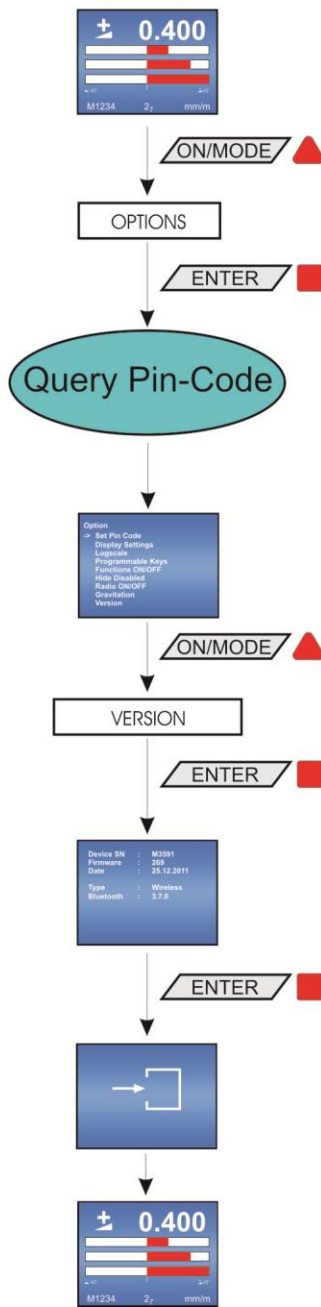 ± 0.400
M1234 2₇ mm/m
ON/MODE
OPTIONS
ENTER
Query Pin-Code
Option
-> Set Pin Code
Display Settings
Logscale
Programmable Keys
Functions ON/OFF
Hide Disabled
Radio ON/OFF
Gravitation
Version
ON/MODE
VERSION
ENTER
Device SN : M3591
Firmware : 269
Date : 25.12.2011
Type : Wireless
Bluetooth : 3.7.0
ENTER
± 0.400
M1234 2₇ mm/m